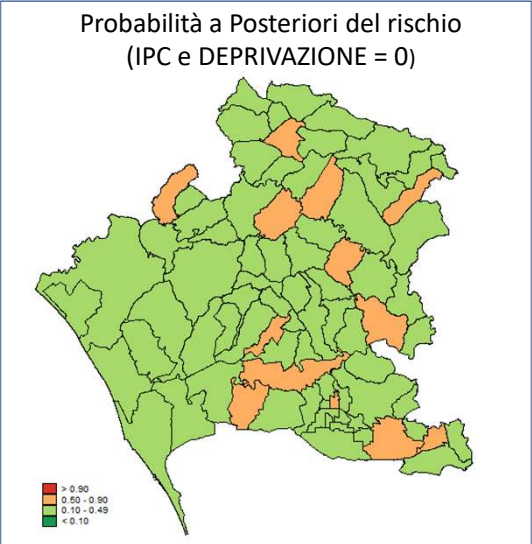 Probabilità a Posteriori del rischio
(IPC e DEPRIVAZIONE = 0)
> 0.90
0.50 - 0.90
0.10 - 0.49
< 0.10